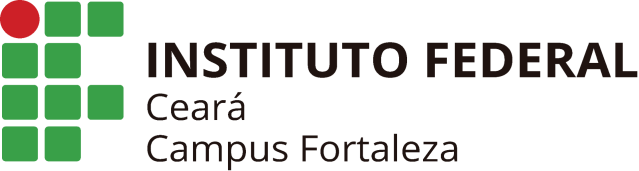 INSTITUTO FEDERAL
Ceará
Campus Fortaleza